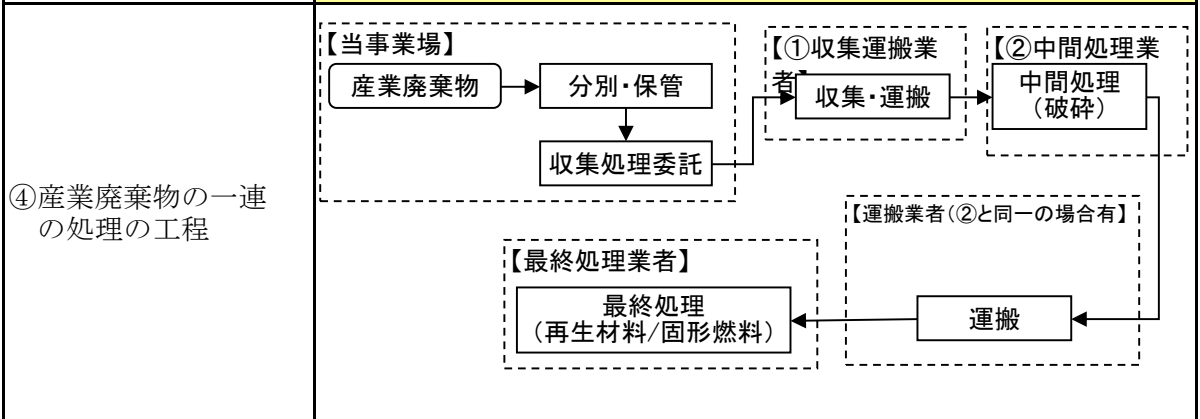 ④産業廃棄物の一連
の処理の工程
【当事業場】
産業廃棄物
分別・保管
収集処理委託
【①収集運搬業
者】
収集・運搬
【②中間処理業
中間処理
（破砕）
【運搬業者（②と同一の場合有】
運搬
【最終処理業者】
最終処理
（再生材料/固形燃料）